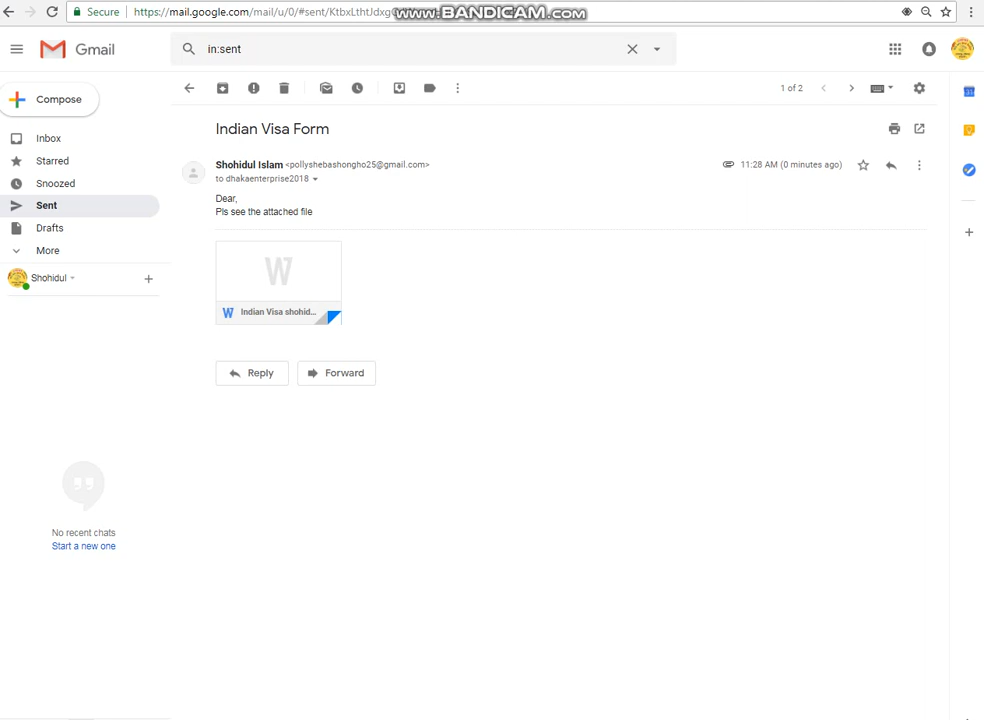 Secure
https://mail.google.com/mail/u/0/#sent/KtbxLthtJdxg
www.BANDICAM.com
Gmail
in:sent
Compose
1 of 2
Inbox
Starred
Snoozed
Sent
Drafts
More
Shohidul
Indian Visa Form
Shohidul Islam <pollyshebashongho25@gmail.com>
11:28 AM (0 minutes ago)
to dhakaenterprise2018
Dear,
Pls see the attached file
W
W Indian Visa shohid...
Reply
Forward
No recent chats
Start a new one